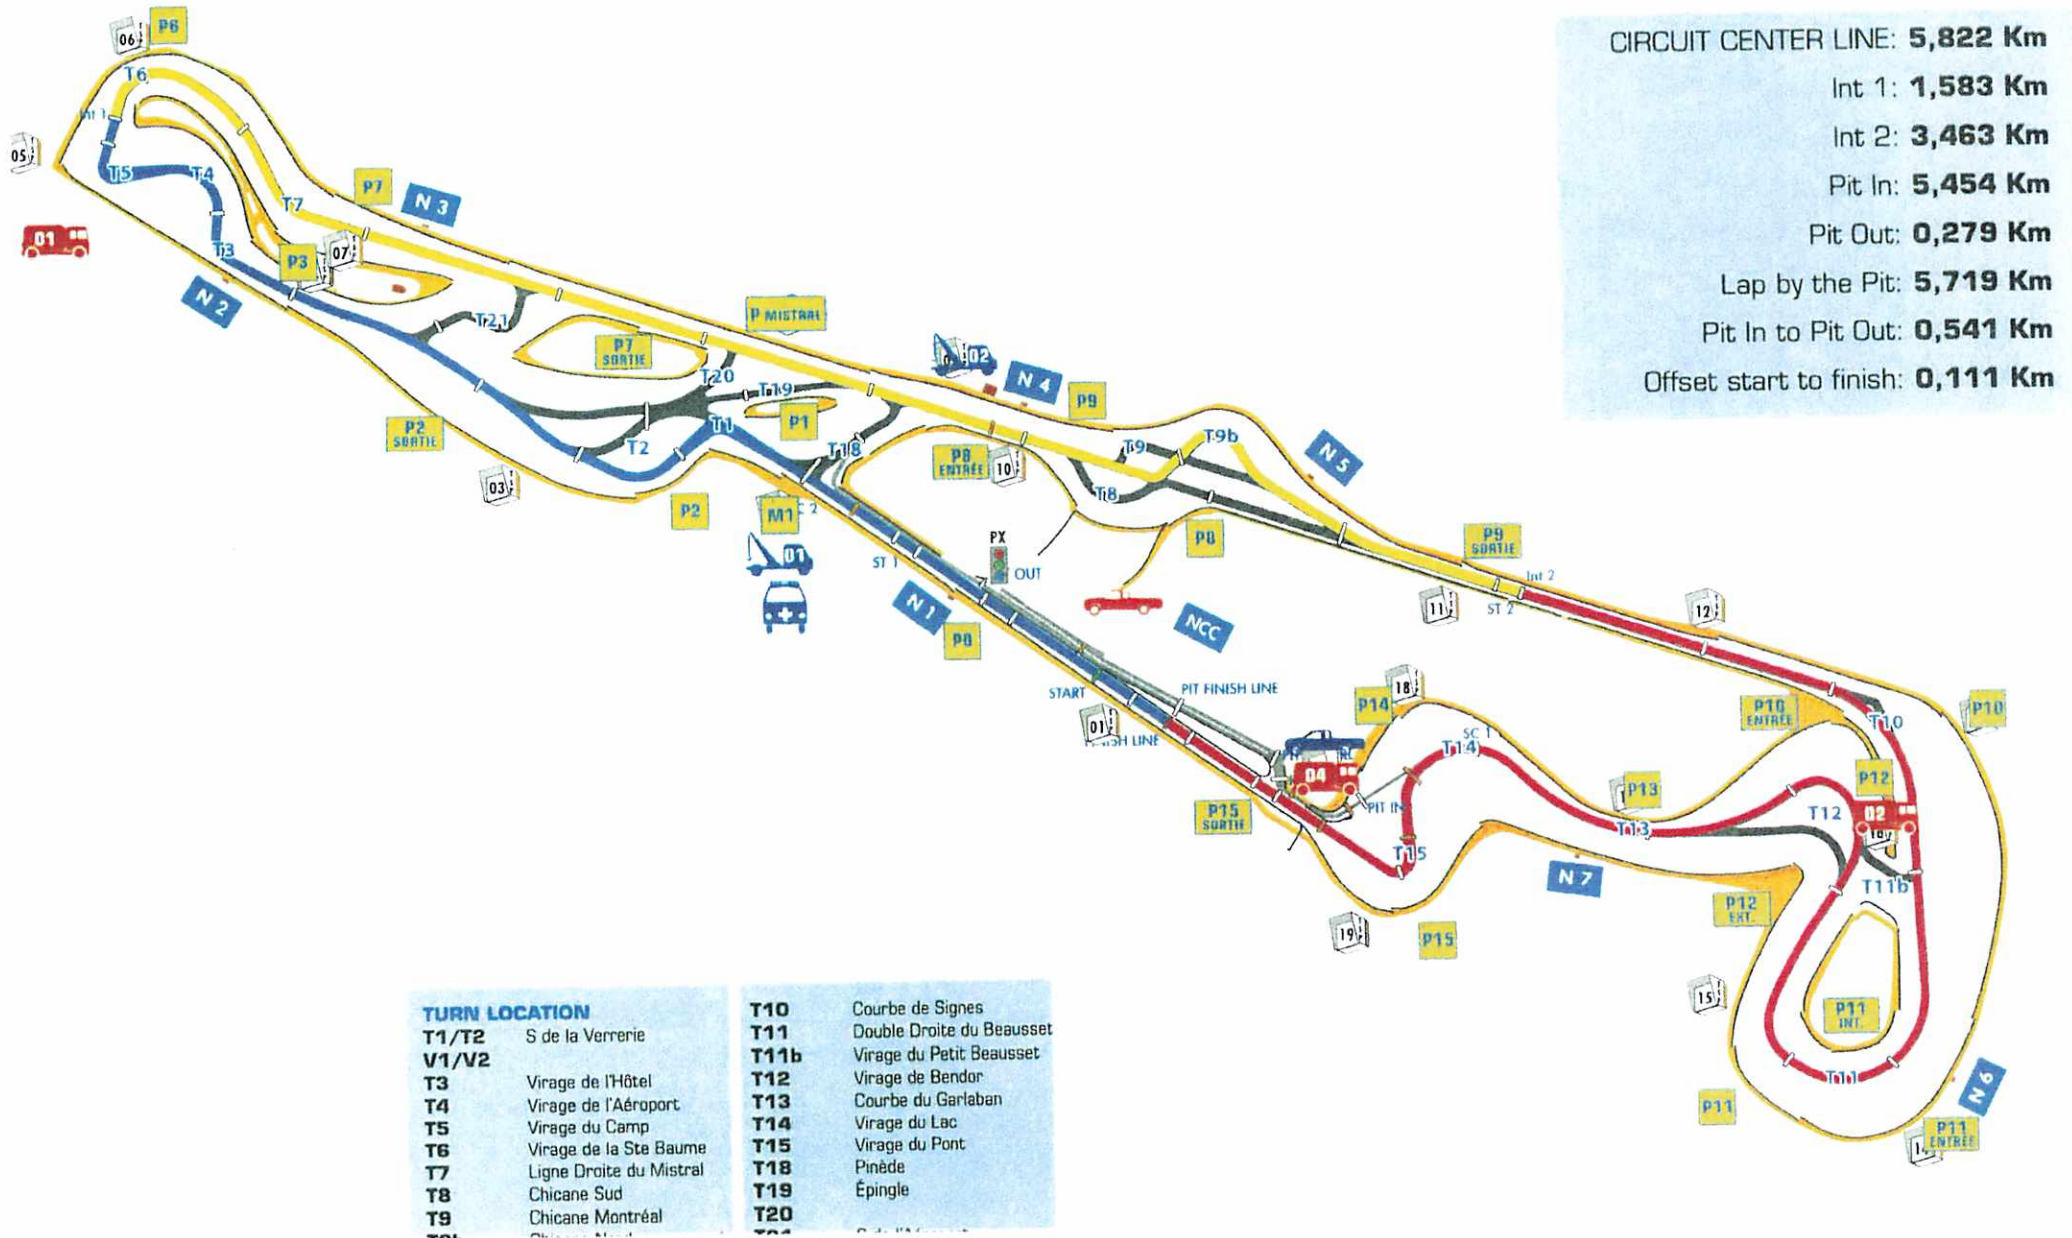 CIRCUIT CENTER LINE: 5,822 Km
Int 1: 1,583 Km
Int 2: 3,463 Km
Pit In: 5,454 Km
Pit Out: 0,279 Km
Lap by the Pit: 5,719 Km
Pit In to Pit Out: 0,541 Km
Offset start to finish: 0,111 Km
06
P6
T6
Int 1
05
T5
T4
T7
P7
N 3
01
T3
P3
07
N 2
T21
P MISTRAL
P7
SORTIE
02
N 4
P9
T20
T19
P1
T1
T2
T18
P2
SORTIE
03
P2
M1
C 2
01
P8
ENTRÉE
10
T9
T9b
T8
N 5
P8
P9
SORTIE
Int 2
ST 2
11
12
PX
OUT
ST 1
N 1
P0
NCC
START
PIT FINISH LINE
01
SH LINE
P14
18
SC 1
T14
04
PIT IN
P15
SORTIE
T15
P13
T13
P10
ENTRÉE
T10
P10
P12
T12
02
T11b
N 7
P12
EXT.
19
P15
15
P11
INT.
T11
P11
N 6
P11
ENTRÉE
TURN LOCATION
T1/T2 S de la Verrerie
V1/V2
T3 Virage de l'Hôtel
T4 Virage de l'Aéroport
T5 Virage du Camp
T6 Virage de la Ste Baume
T7 Ligne Droite du Mistral
T8 Chicane Sud
T9 Chicane Montréal
T10 Courbe de Signes
T11 Double Droite du Beausset
T11b Virage du Petit Beausset
T12 Virage de Bendor
T13 Courbe du Garlaban
T14 Virage du Lac
T15 Virage du Pont
T18 Pinède
T19 Épingle
T20